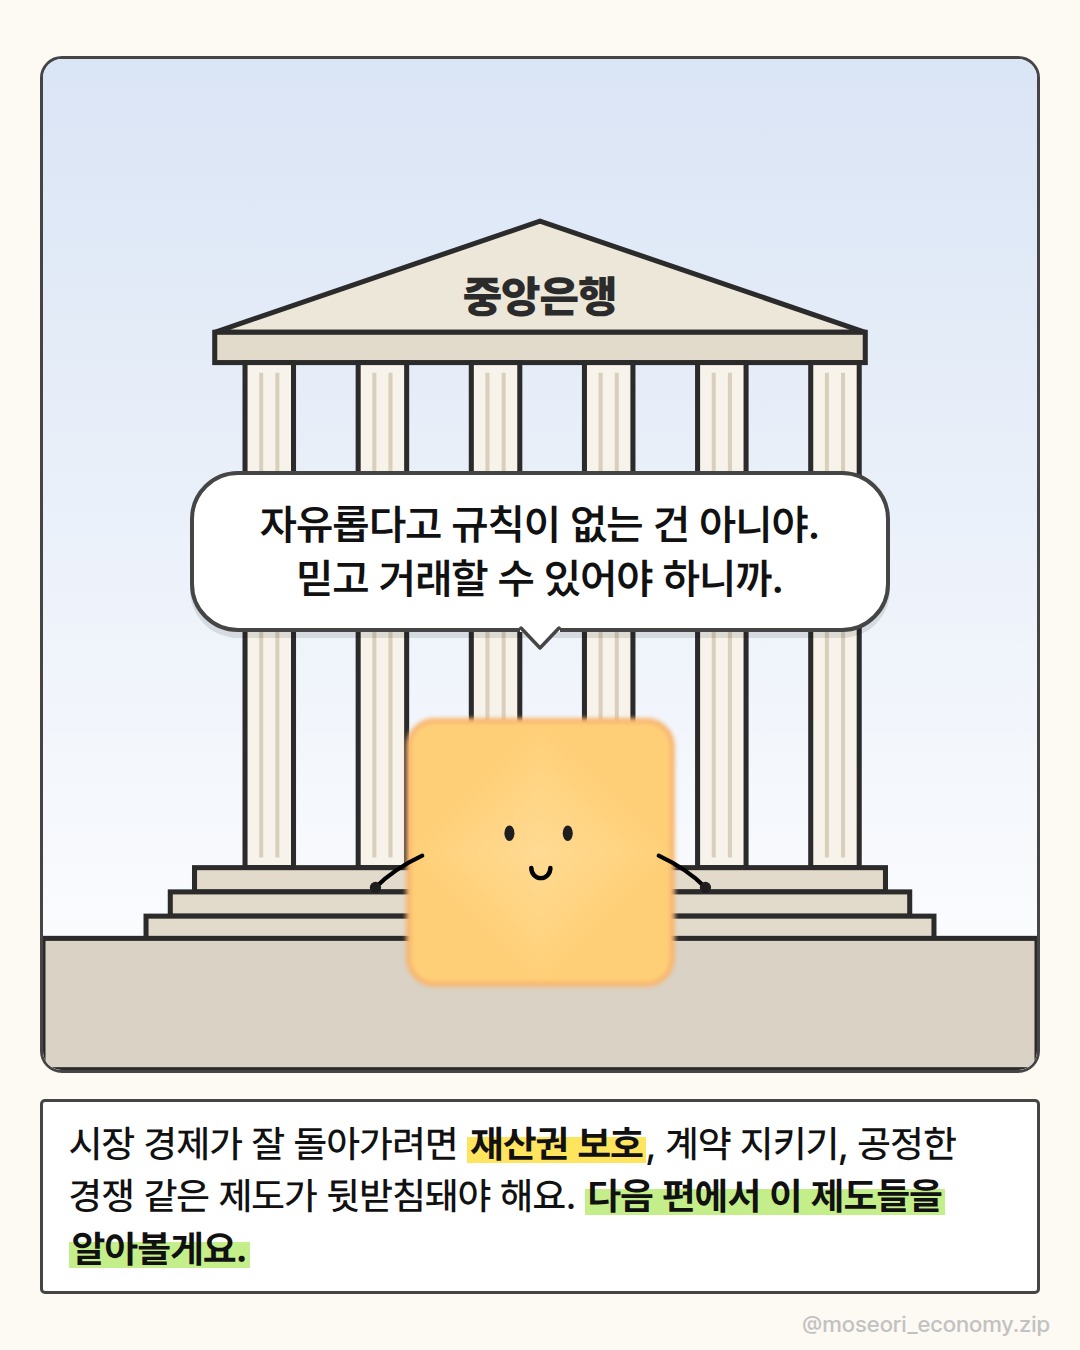 중앙은행
자유롭다고 규칙이 없는 건 아니야.
믿고 거래할 수 있어야 하니까.
시장 경제가 잘 돌아가려면 재산권 보호, 계약 지키기, 공정한
경쟁 같은 제도가 뒷받침돼야 해요. 다음 편에서 이 제도들을
알아볼게요.
@moseori_economy.zip